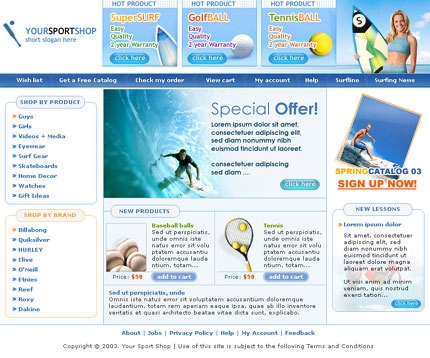 YOURSPORTSHOP
short slogan here
HOT PRODUCT
SuperSURF
Easy
Quality
2 year Warranty
click here
HOT PRODUCT
GolfBALL
Easy
Quality
2 year Warranty
click here
HOT PRODUCT
TennisBALL
Easy
Quality
2 year Warranty
click here
Wish list Get a Free Catalog Check my order View cart My account Help Surfline Surfing News
SHOP BY PRODUCT
Guys
Girls
Videos + Media
Eyewear
Surf Gear
Skateboards
Home Decor
Watches
Gift Ideas
SHOP BY BRAND
Billabong
Quiksilver
HURLEY
Clive
O'Neill
Etnies
Reef
Roxy
Dakine
Special Offer!
Lorem ipsum dolor sit amet,
consectetuer adipiscing elit,
sed diam nonummy nibh
euismod tincidunt ut laoreet.
consectetuer adipiscing
sed diam ....
click here
NEW PRODUCTS
Baseball balls
Sed ut perspiciatis,
unde omnis iste
natus error sit volu
ptatem accusantium
doloremque lauda
ntium, totam...
Price: $50 add to cart
Tennis
Sed ut perspiciatis,
unde omnis iste
natus error sit volu
ptatem accusantium
doloremque lauda
ntium, totam...
Price: $50 add to cart
Sed ut perspiciatis, unde
omnis iste natus error sit voluptatem accusantium doloremque
laudantium, totam rem aperiam eaque ipsa, quae ab illo inventore
veritatis et quasi architecto beatae vitae dicta sunt, explicabo.
SPRINGCATALOG 03
SIGN UP NOW!
NEW LESSONS
Lorem ipsum dolor
Sit amet, consec
tetuer adipiscing
elit, sed diam
nonummy nibh
euismod tincidunt
ut laoreet dolore
magna aliquam
erat volutpat.
Ut wisi enim ad
minim veniam,
quis nostrud exer..
click here
About | Jobs | Privacy Policy | Help | My Account | Feedback
Copyright © 2003. Your Sport Shop | Use of this site is subject to the following Terms and Conditions